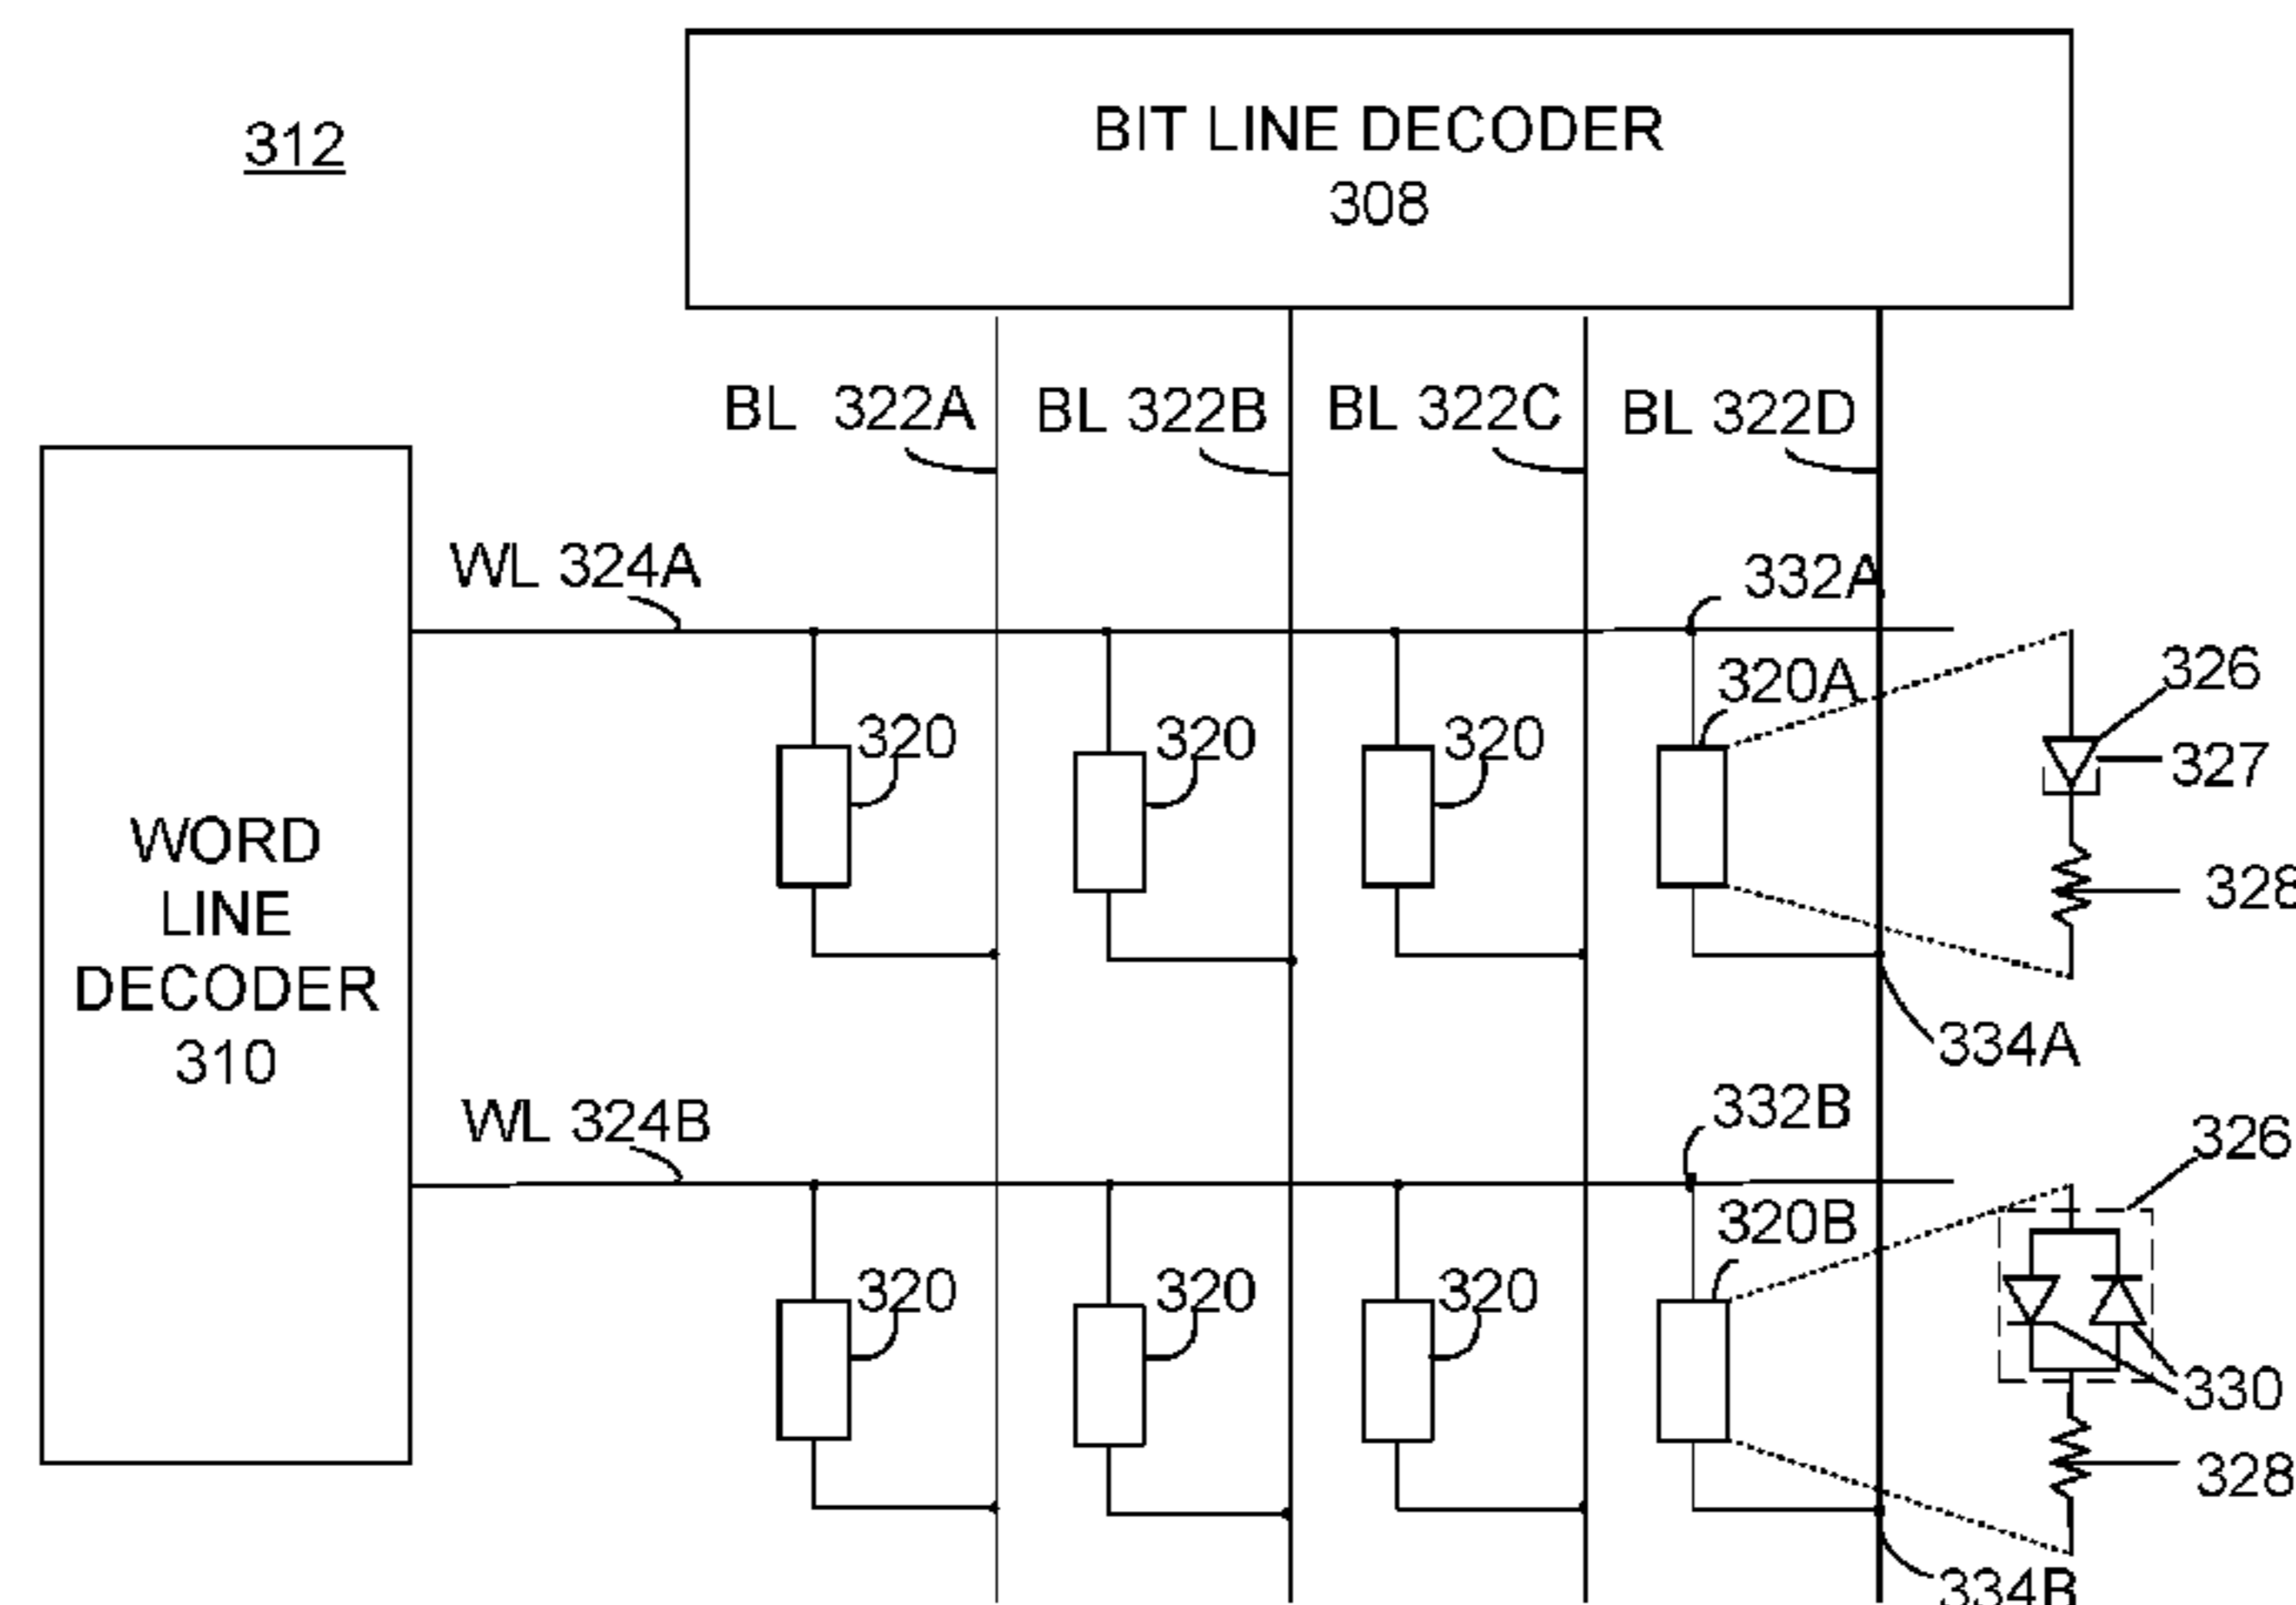 312
BIT LINE DECODER
308
BL 322A
BL 322B
BL 322C
BL 322D
WL 324A
332A
320
320
320
320A
326
327
328
334A
WORD
LINE
DECODER
310
WL 324B
332B
326
320
320
320
320B
330
328
334B